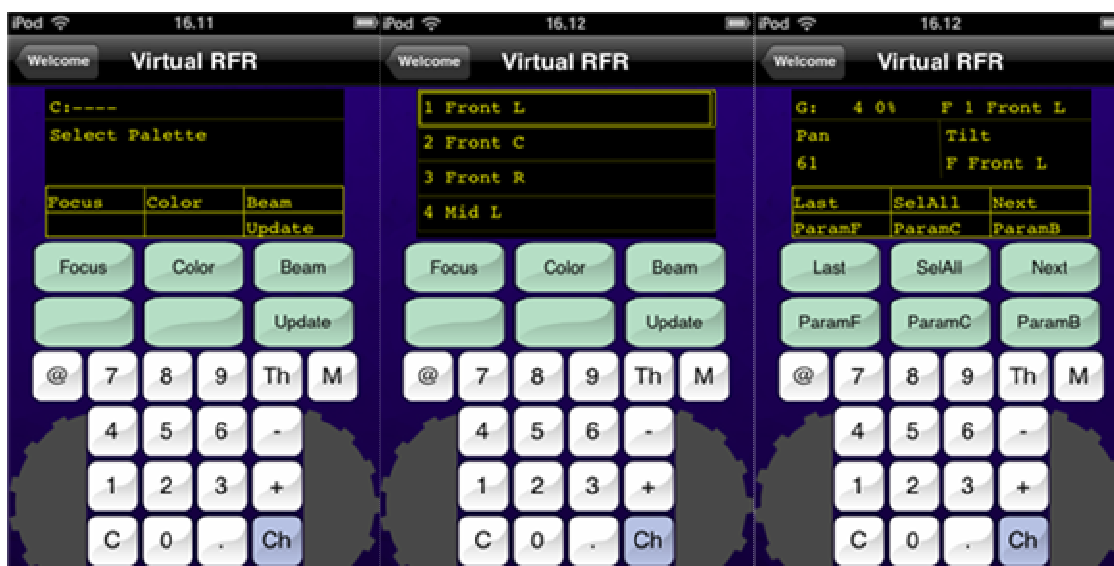 iPod 16.11
Welcome Virtual RFR
C:----
Select Palette
Focus Color Beam
Update
Focus Color Beam
Update
@ 7 8 9 Th M
4 5 6 -
1 2 3 +
C 0 . Ch
iPod 16.12
Welcome Virtual RFR
1 Front L
2 Front C
3 Front R
4 Mid L
Focus Color Beam
Update
@ 7 8 9 Th M
4 5 6 -
1 2 3 +
C 0 . Ch
iPod 16.12
Welcome Virtual RFR
G: 4 0% F 1 Front L
Pan Tilt
61 F Front L
Last SelAll Next
ParamF ParamC ParamB
Last SelAll Next
ParamF ParamC ParamB
@ 7 8 9 Th M
4 5 6 -
1 2 3 +
C 0 . Ch